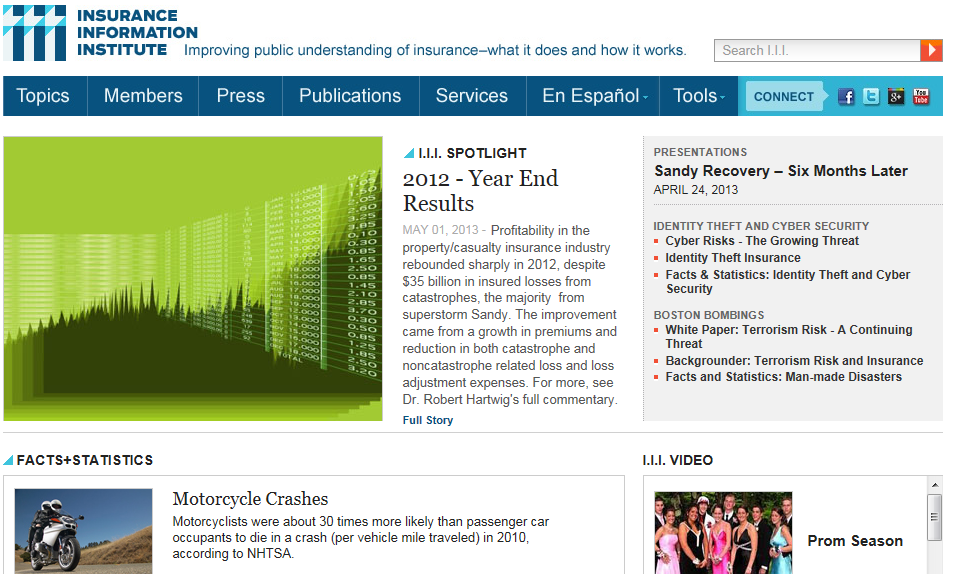 INSURANCE
INFORMATION
INSTITUTE
Improving public understanding of insurance–what it does and how it works.
Search I.I.I.
Topics
Members
Press
Publications
Services
En Español
Tools
CONNECT
I.I.I. SPOTLIGHT
2012 - Year End
Results
MAY 01, 2013 - Profitability in the
property/casualty insurance industry
rebounded sharply in 2012, despite
$35 billion in insured losses from
catastrophes, the majority from
superstorm Sandy. The improvement
came from a growth in premiums and
reduction in both catastrophe and
noncatastrophe related loss and loss
adjustment expenses. For more, see
Dr. Robert Hartwig's full commentary.
Full Story
PRESENTATIONS
Sandy Recovery – Six Months Later
APRIL 24, 2013
IDENTITY THEFT AND CYBER SECURITY
Cyber Risks - The Growing Threat
Identity Theft Insurance
Facts & Statistics: Identity Theft and Cyber
Security
BOSTON BOMBINGS
White Paper: Terrorism Risk - A Continuing
Threat
Backgrounder: Terrorism Risk and Insurance
Facts and Statistics: Man-made Disasters
FACTS+STATISTICS
Motorcycle Crashes
Motorcyclists were about 30 times more likely than passenger car
occupants to die in a crash (per vehicle mile traveled) in 2010,
according to NHTSA.
I.I.I. VIDEO
Prom Season